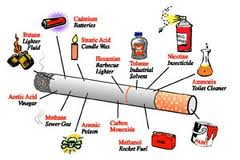 Cadmium
Batteries
Butane
Lighter
Fluid
Stearic Acid
Candle Wax
Hexamine
Barbecue
Lighter
Toluene
Industrial
Solvent
Nicotine
Insecticide
Ammonia
Toilet Cleaner
Acetic Acid
Vinegar
Methane
Sewer Gas
Arsenic
Poison
Carbon
Monoxide
Methanol
Rocket Fuel
PAINT